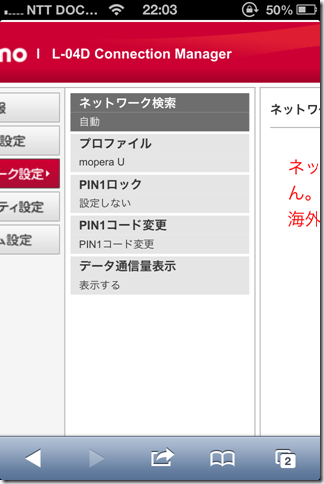 NTT DOC... 22:03 50%
no | L-04D Connection Manager
報
設定
ーク設定
ティ設定
ム設定
ネットワーク検索
自動
プロファイル
mopera U
PIN1ロック
設定しない
PIN1コード変更
PIN1コード変更
データ通信量表示
表示する
ネットワ
ネッ
ん。
海外
2